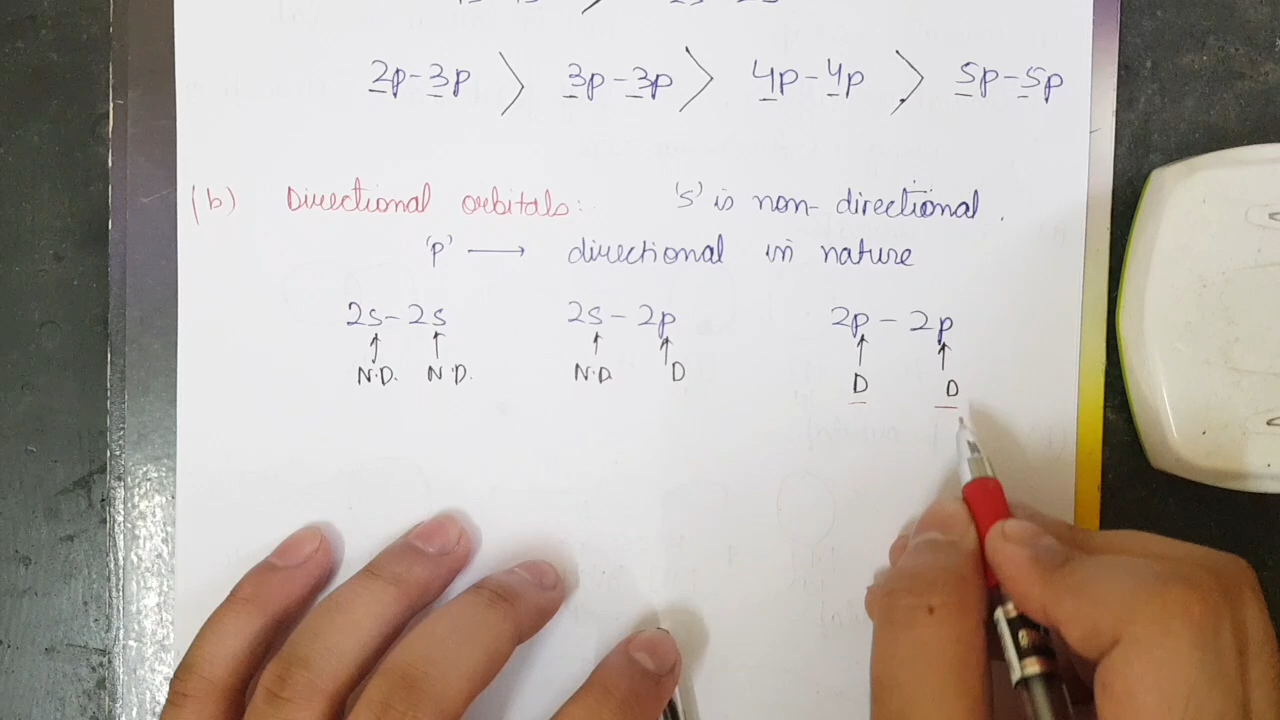 2p-3p > 3p-3p > 4p-4p > 5p-5p
(b) Directional orbitals: 's' is non-directional.
'p' → directional in nature
2s-2s 2s-2p 2p-2p
N.D. N.D. N.D. D D D